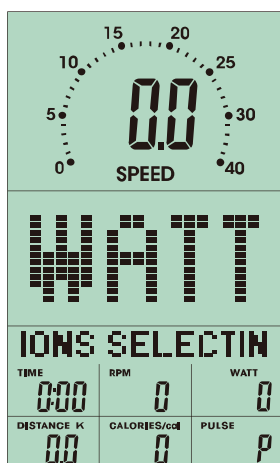 15 20
10 25
5 0.0 30
0 SPEED 40
WATT
IONS SELECTIN
TIME RPM WATT
0:00 0 0
DISTANCE K CALORIES/cal PULSE
0.0 0 P